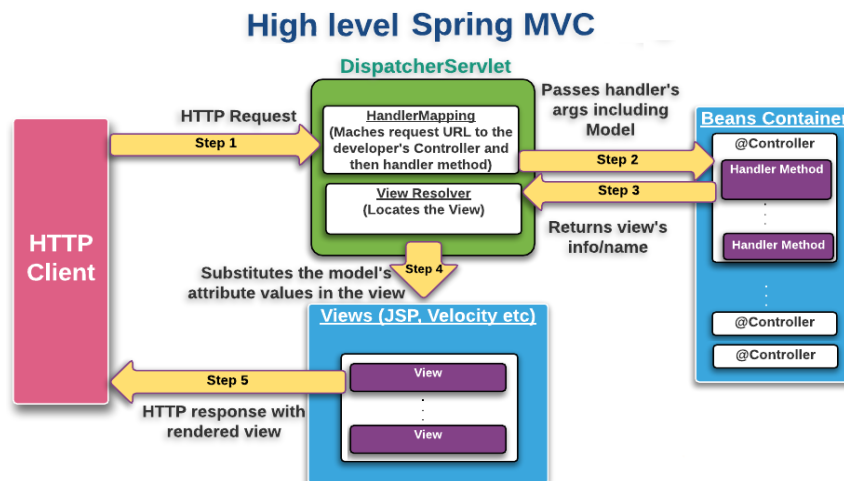 High level Spring MVC
DispatcherServlet
HTTP Request
Step 1
HandlerMapping
(Maches request URL to the
developer's Controller and
then handler method)
View Resolver
(Locates the View)
Passes handler's
args including
Model
Step 2
Step 3
Returns view's
info/name
Beans Container
@Controller
Handler Method
Handler Method
@Controller
@Controller
HTTP
Client
Step 4
Substitutes the model's
attribute values in the view
Views (JSP, Velocity etc)
View
View
Step 5
HTTP response with
rendered view